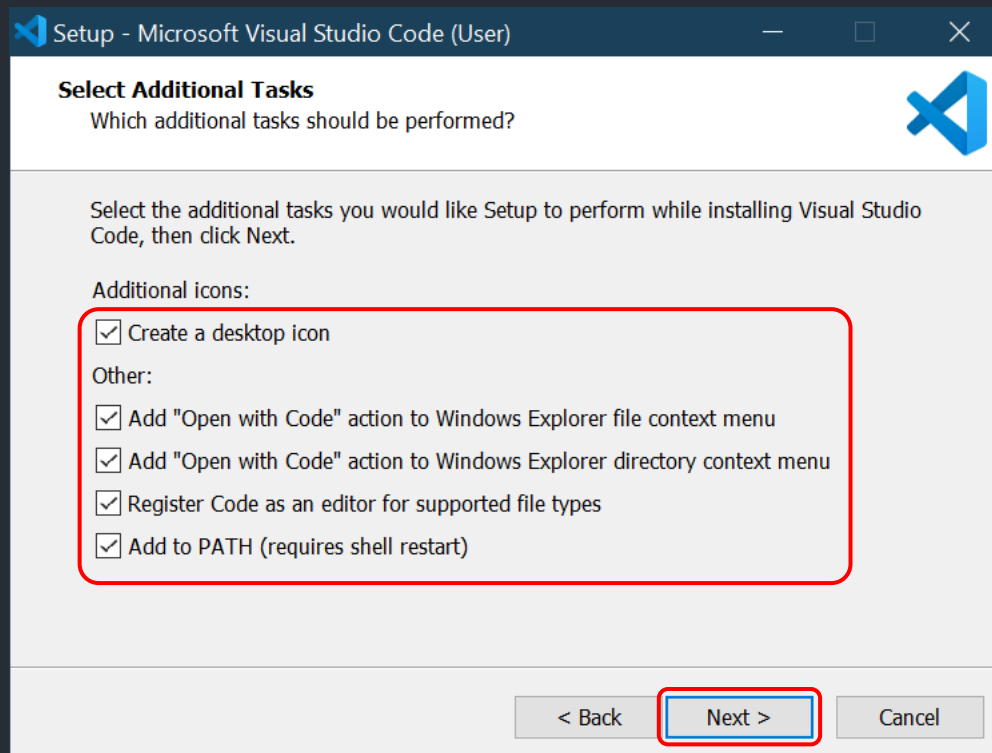 Setup - Microsoft Visual Studio Code (User)
Select Additional Tasks
Which additional tasks should be performed?
Select the additional tasks you would like Setup to perform while installing Visual Studio
Code, then click Next.
Additional icons:
Create a desktop icon
Other:
Add "Open with Code" action to Windows Explorer file context menu
Add "Open with Code" action to Windows Explorer directory context menu
Register Code as an editor for supported file types
Add to PATH (requires shell restart)
< Back Next > Cancel